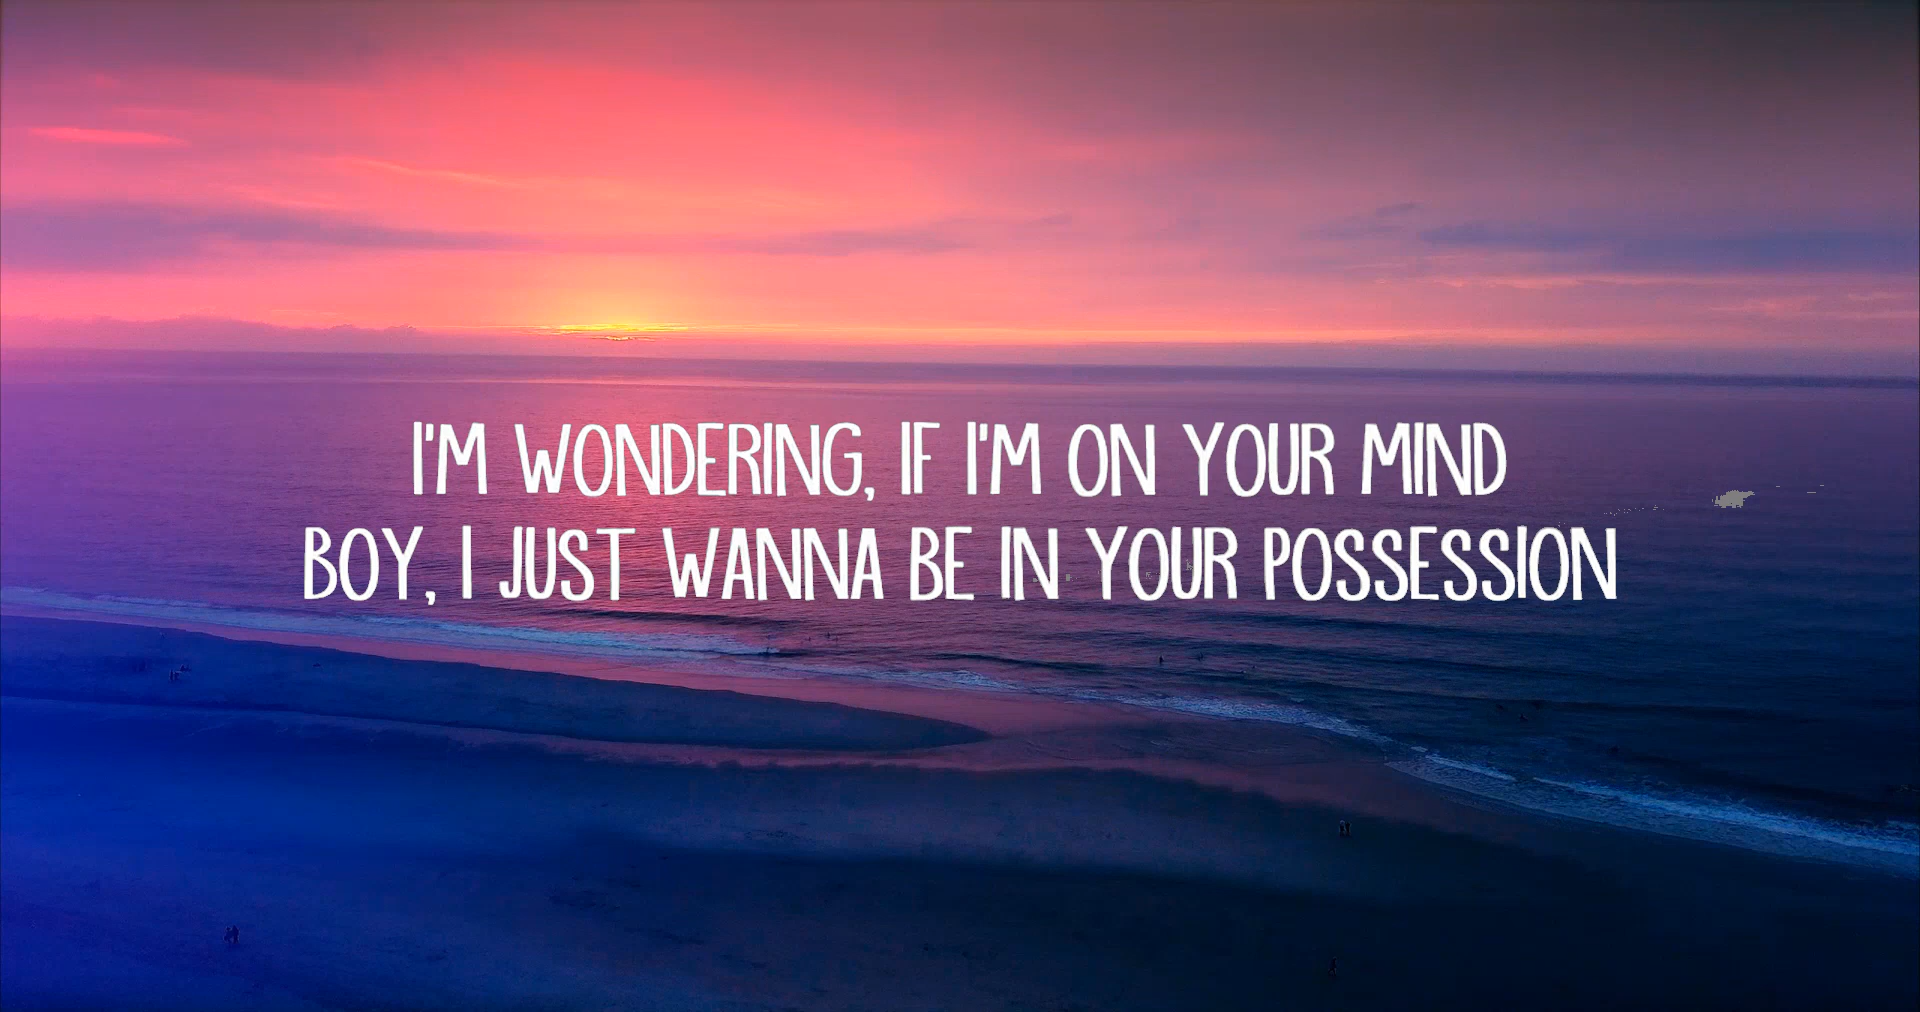 I'M WONDERING, IF I'M ON YOUR MIND
BOY, I JUST WANNA BE IN YOUR POSSESSION